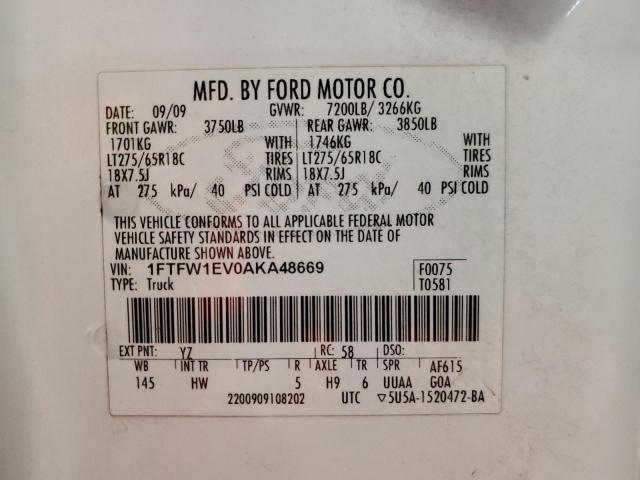 MFD. BY FORD MOTOR CO.
DATE: 09/09 GVWR: 7200LB/ 3266KG
FRONT GAWR: 3750LB REAR GAWR: 3850LB
1701KG WITH 1746KG WITH
LT275/65R18C TIRES LT275/65R18C TIRES
18X7.5J RIMS 18X7.5J RIMS
AT 275 kPa/ 40 PSI COLD AT 275 kPa/ 40 PSI COLD
THIS VEHICLE CONFORMS TO ALL APPLICABLE FEDERAL MOTOR
VEHICLE SAFETY STANDARDS IN EFFECT ON THE DATE OF
MANUFACTURE SHOWN ABOVE.
VIN: 1FTFW1EV0AKA48669 F0075
TYPE: Truck T0581
EXT PNT: YZ RC: 58 DSO:
WB INT TR TP/PS R AXLE TR SPR AF615
145 HW 5 H9 6 UUAA GOA
2200909108202 UTC ▽5U5A-1520472-BA